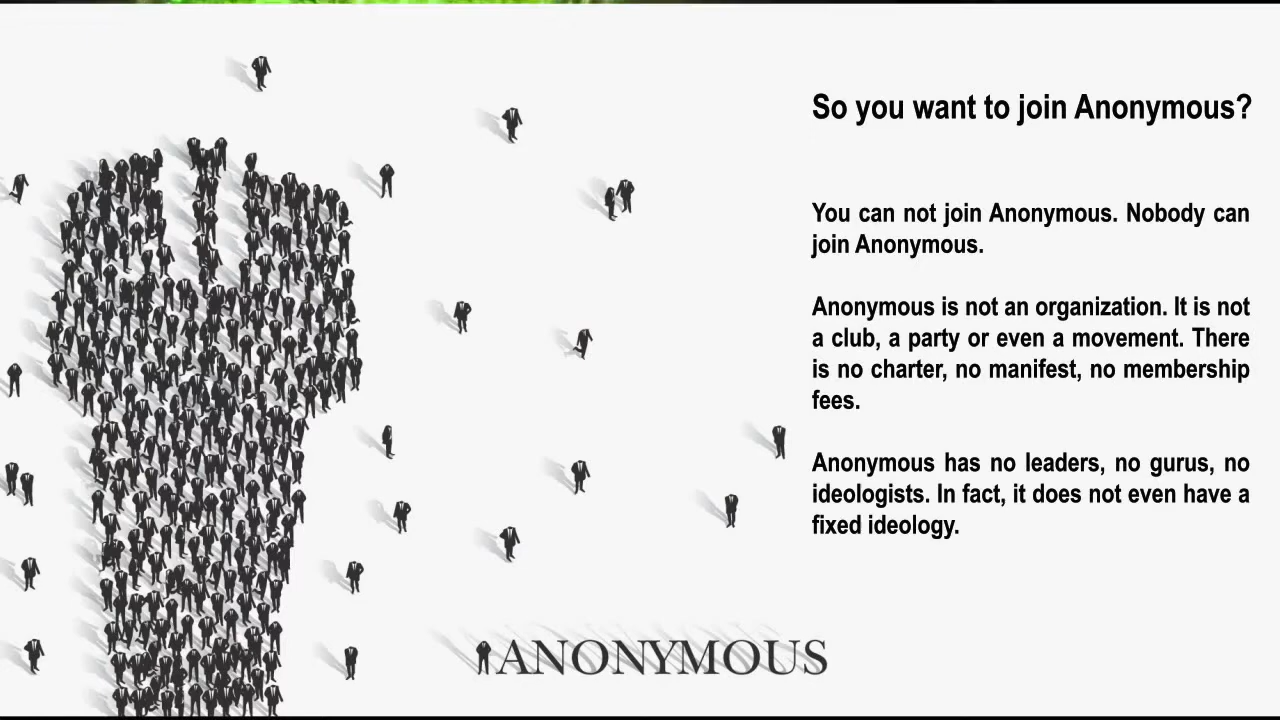 So you want to join Anonymous?
You can not join Anonymous. Nobody can
join Anonymous.
Anonymous is not an organization. It is not
a club, a party or even a movement. There
is no charter, no manifest, no membership
fees.
Anonymous has no leaders, no gurus, no
ideologists. In fact, it does not even have a
fixed ideology.
ANONYMOUS